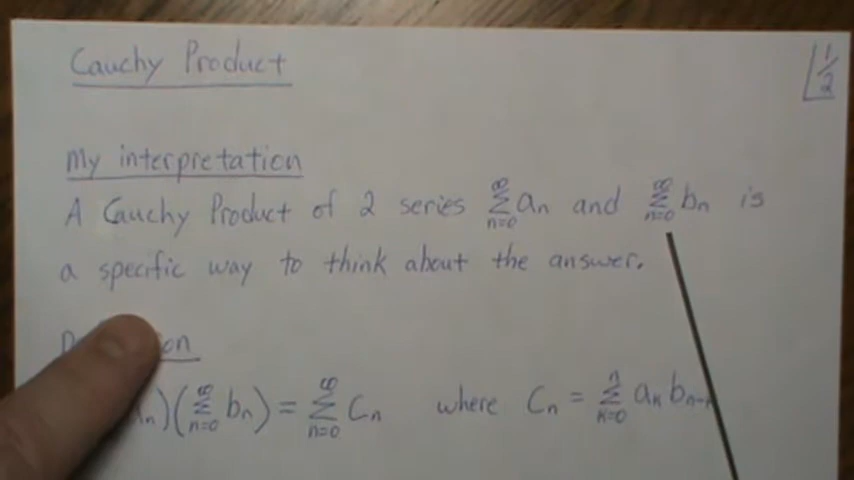 Cauchy Product
1/2
My interpretation
A Cauchy Product of 2 series ∑_{n=0}^{∞} a_n and ∑_{n=0}^{∞} b_n is
a specific way to think about the answer.
)(∑_{n=0}^{∞} b_n) = ∑_{n=0}^{∞} C_n where C_n = ∑_{k=0}^{n} a_k b_{n-